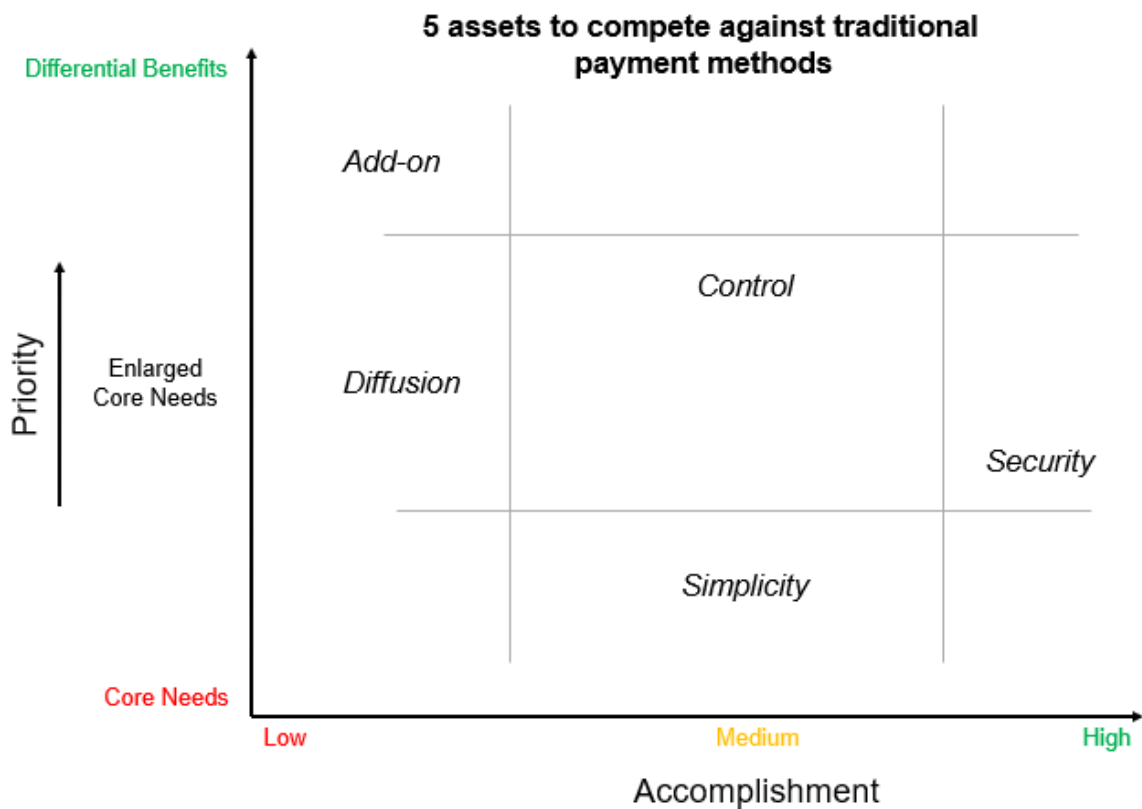 5 assets to compete against traditional
payment methods
Differential Benefits
Add-on
Control
Priority
Enlarged
Core Needs
Diffusion
Security
Simplicity
Core Needs
Low
Medium
High
Accomplishment